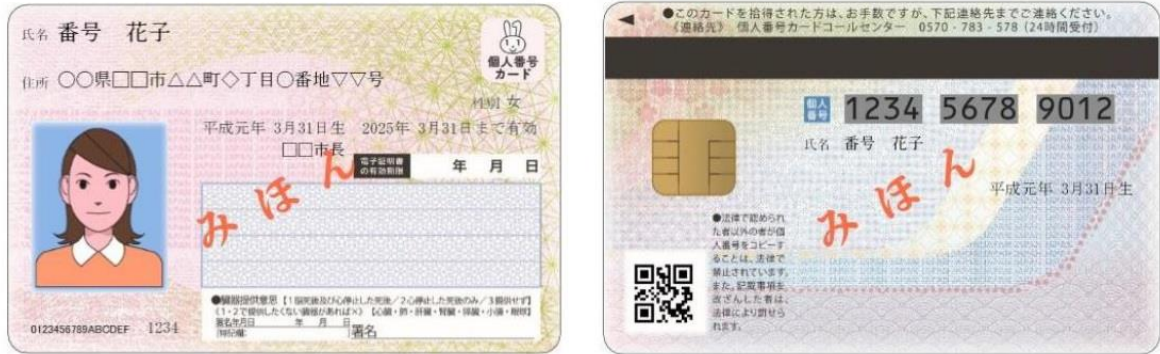 氏名 番号 花子
個人番号
カード
住所 〇〇県□□市△△町◇丁目〇番地▽▽号
性別 女
平成元年 3月31日生 2025年 3月31日まで有効
□□市長
電子証明書
の有効期限
年 月 日
みほん
●臓器提供意思【1脳死後及び心停止した死後/2心停止した死後のみ/3提供せず】
《1・2で提供したくない臓器があれば×》【心臓・肺・肝臓・腎臓・膵臓・小腸・眼球】
署名年月日 年 月 日
〔特記欄: 〕署名
0123456789ABCDEF 1234
●このカードを拾得された方は、お手数ですが、下記連絡先までご連絡ください。
《連絡先》 個人番号カードコールセンター 0570-783-578 (24時間受付)
個人
番号
1234 5678 9012
氏名 番号 花子
平成元年 3月31日生
みほん
●法律で認められ
た者以外の者が個
人番号をコピーす
ることは、法律で
禁止されています。
また、記載事項を
改ざんした者は、
法律により罰せら
れます。